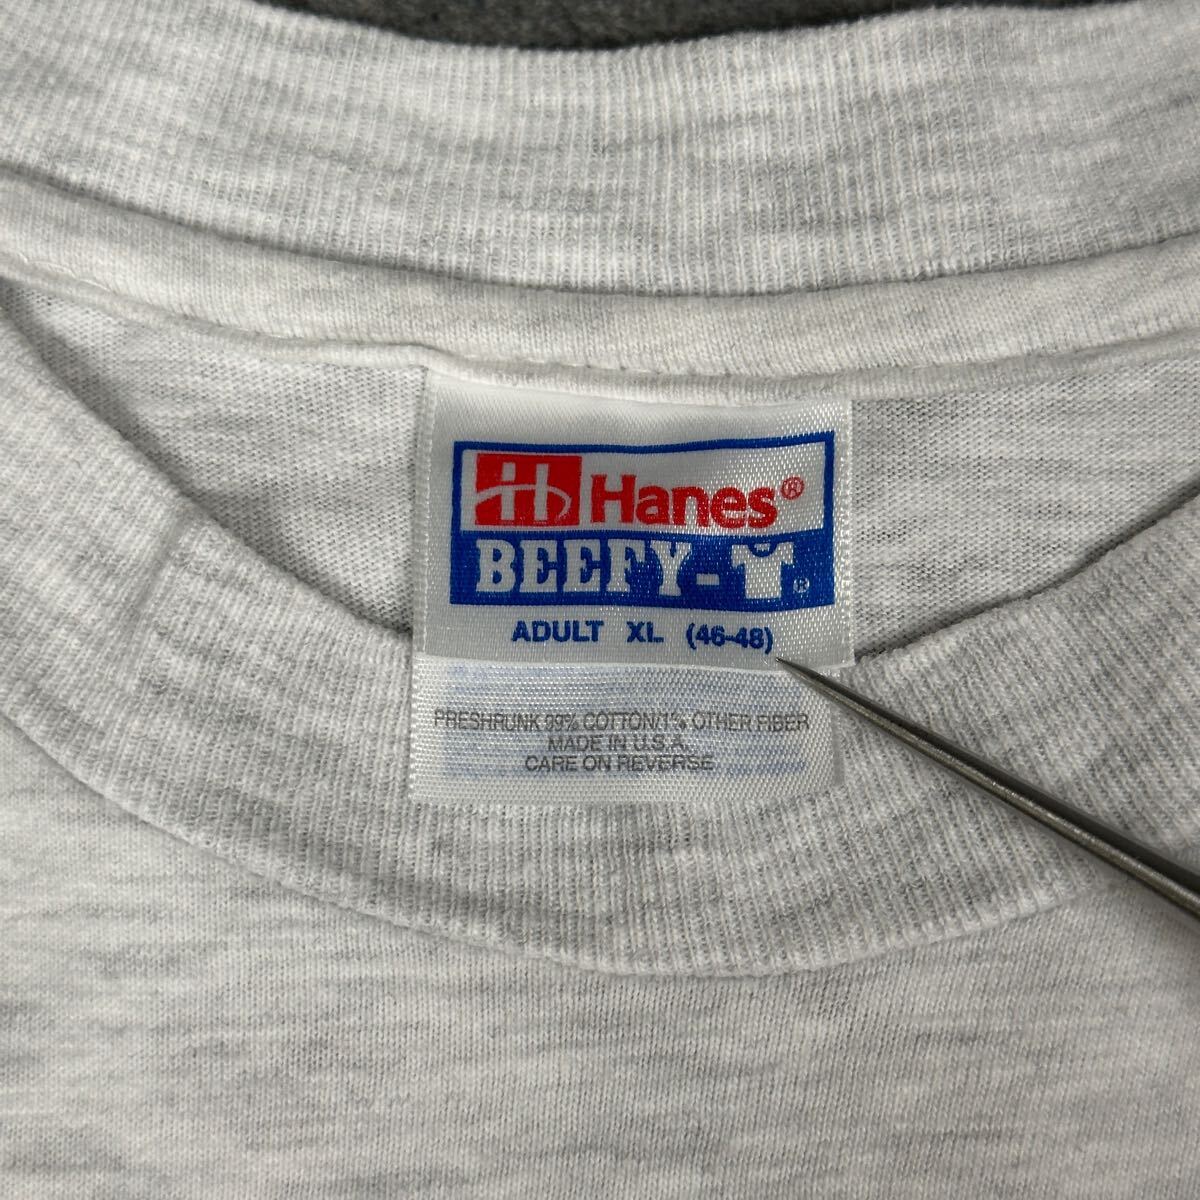 Hanes®
BEEFY-®
ADULT XL (46-48)
PRESHRUNK 99% COTTON/1% OTHER FIBER
MADE IN U.S.A.
CARE ON REVERSE